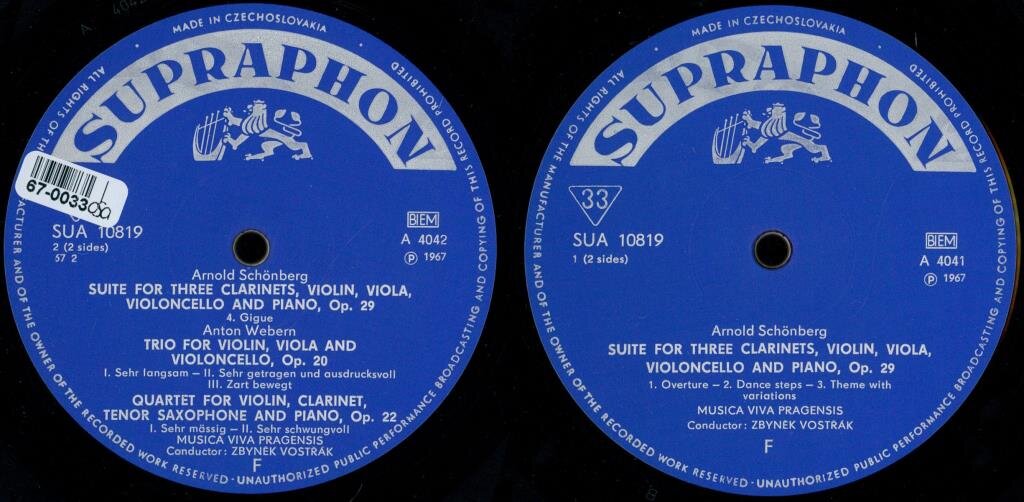 MADE IN CZECHOSLOVAKIA
SUPRAPHON
67-0033
SUA 10819
2 (2 sides)
57 2
BIEM
A 4042
Ⓟ 1967
Arnold Schönberg
SUITE FOR THREE CLARINETS, VIOLIN, VIOLA,
VIOLONCELLO AND PIANO, Op. 29
4. Gigue
Anton Webern
TRIO FOR VIOLIN, VIOLA AND
VIOLONCELLO, Op. 20
I. Sehr langsam – II. Sehr getragen und ausdrucksvoll
III. Zart bewegt
QUARTET FOR VIOLIN, CLARINET,
TENOR SAXOPHONE AND PIANO, Op. 22
I. Sehr mässig – II. Sehr schwungvoll
MUSICA VIVA PRAGENSIS
Conductor: ZBYNĚK VOSTŘÁK
F
ALL RIGHTS OF THE
FACTURER AND OF THE OWNER OF THE RECORDED WORK RESERVED · UNAUTHORIZED PUBLIC PERFORMANCE BROADCASTING AND COPYING OF THIS RECORD PROHIBITED
MADE IN CZECHOSLOVAKIA
SUPRAPHON
33
SUA 10819
1 (2 sides)
BIEM
A 4041
Ⓟ 1967
Arnold Schönberg
SUITE FOR THREE CLARINETS, VIOLIN, VIOLA,
VIOLONCELLO AND PIANO, Op. 29
1. Overture – 2. Dance steps – 3. Theme with
variations
MUSICA VIVA PRAGENSIS
Conductor: ZBYNĚK VOSTŘÁK
F
ALL RIGHTS OF THE MANUFACTURER AND OF THE OWNER OF THE RECORDED WORK RESERVED · UNAUTHORIZED PUBLIC PERFORMANCE BROADCASTING AND COPYING OF THIS RECORD PROHIBITED